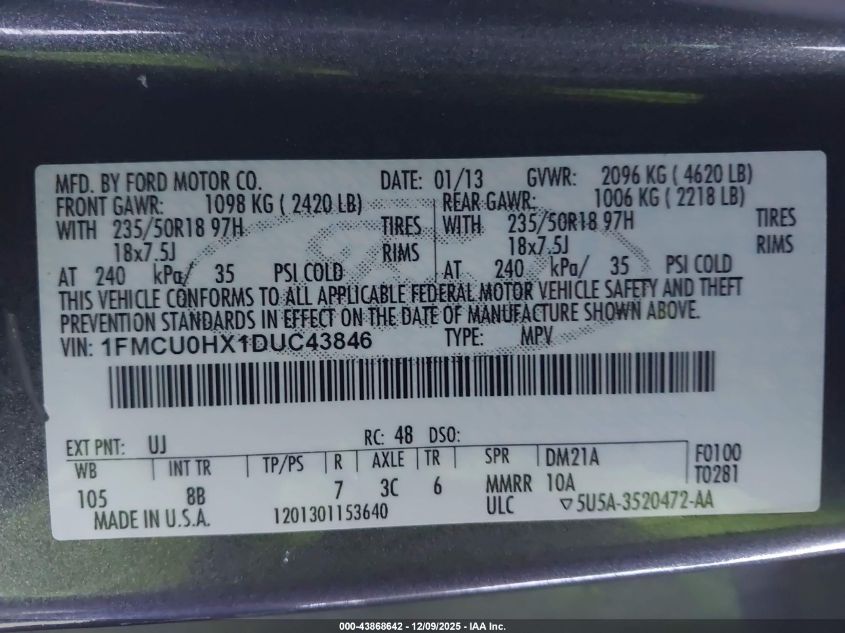 MFD. BY FORD MOTOR CO. DATE: 01/13 GVWR: 2096 KG ( 4620 LB)
FRONT GAWR: 1098 KG ( 2420 LB) REAR GAWR: 1006 KG ( 2218 LB)
WITH 235/50R18 97H TIRES WITH 235/50R18 97H TIRES
18x7.5J RIMS 18x7.5J RIMS
AT 240 kPa/ 35 PSI COLD AT 240 kPa/ 35 PSI COLD
THIS VEHICLE CONFORMS TO ALL APPLICABLE FEDERAL MOTOR VEHICLE SAFETY AND THEFT
PREVENTION STANDARDS IN EFFECT ON THE DATE OF MANUFACTURE SHOWN ABOVE.
VIN: 1FMCU0HX1DUC43846 TYPE: MPV
EXT PNT: UJ RC: 48 DSO:
WB INT TR TP/PS R AXLE TR SPR DM21A F0100
105 8B 7 3C 6 MMRR 10A T0281
MADE IN U.S.A. 1201301153640 ULC ▽5U5A-3520472-AA
000-43868642 - 12/09/2025 - IAA Inc.